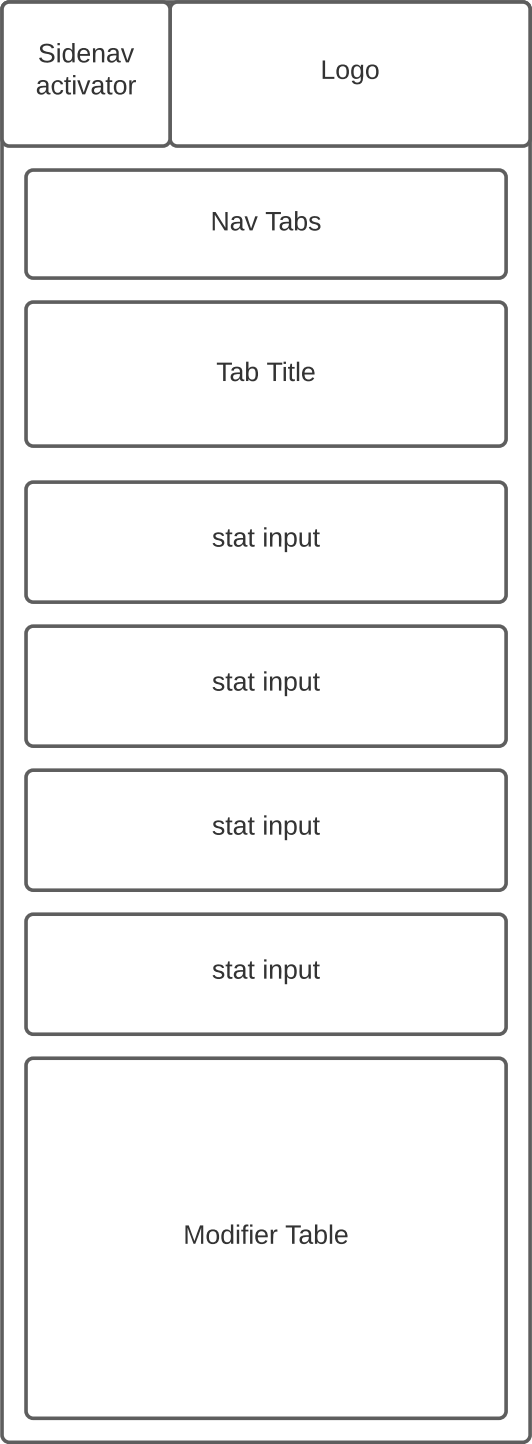 Sidenav
activator
Logo
Nav Tabs
Tab Title
stat input
stat input
stat input
stat input
Modifier Table